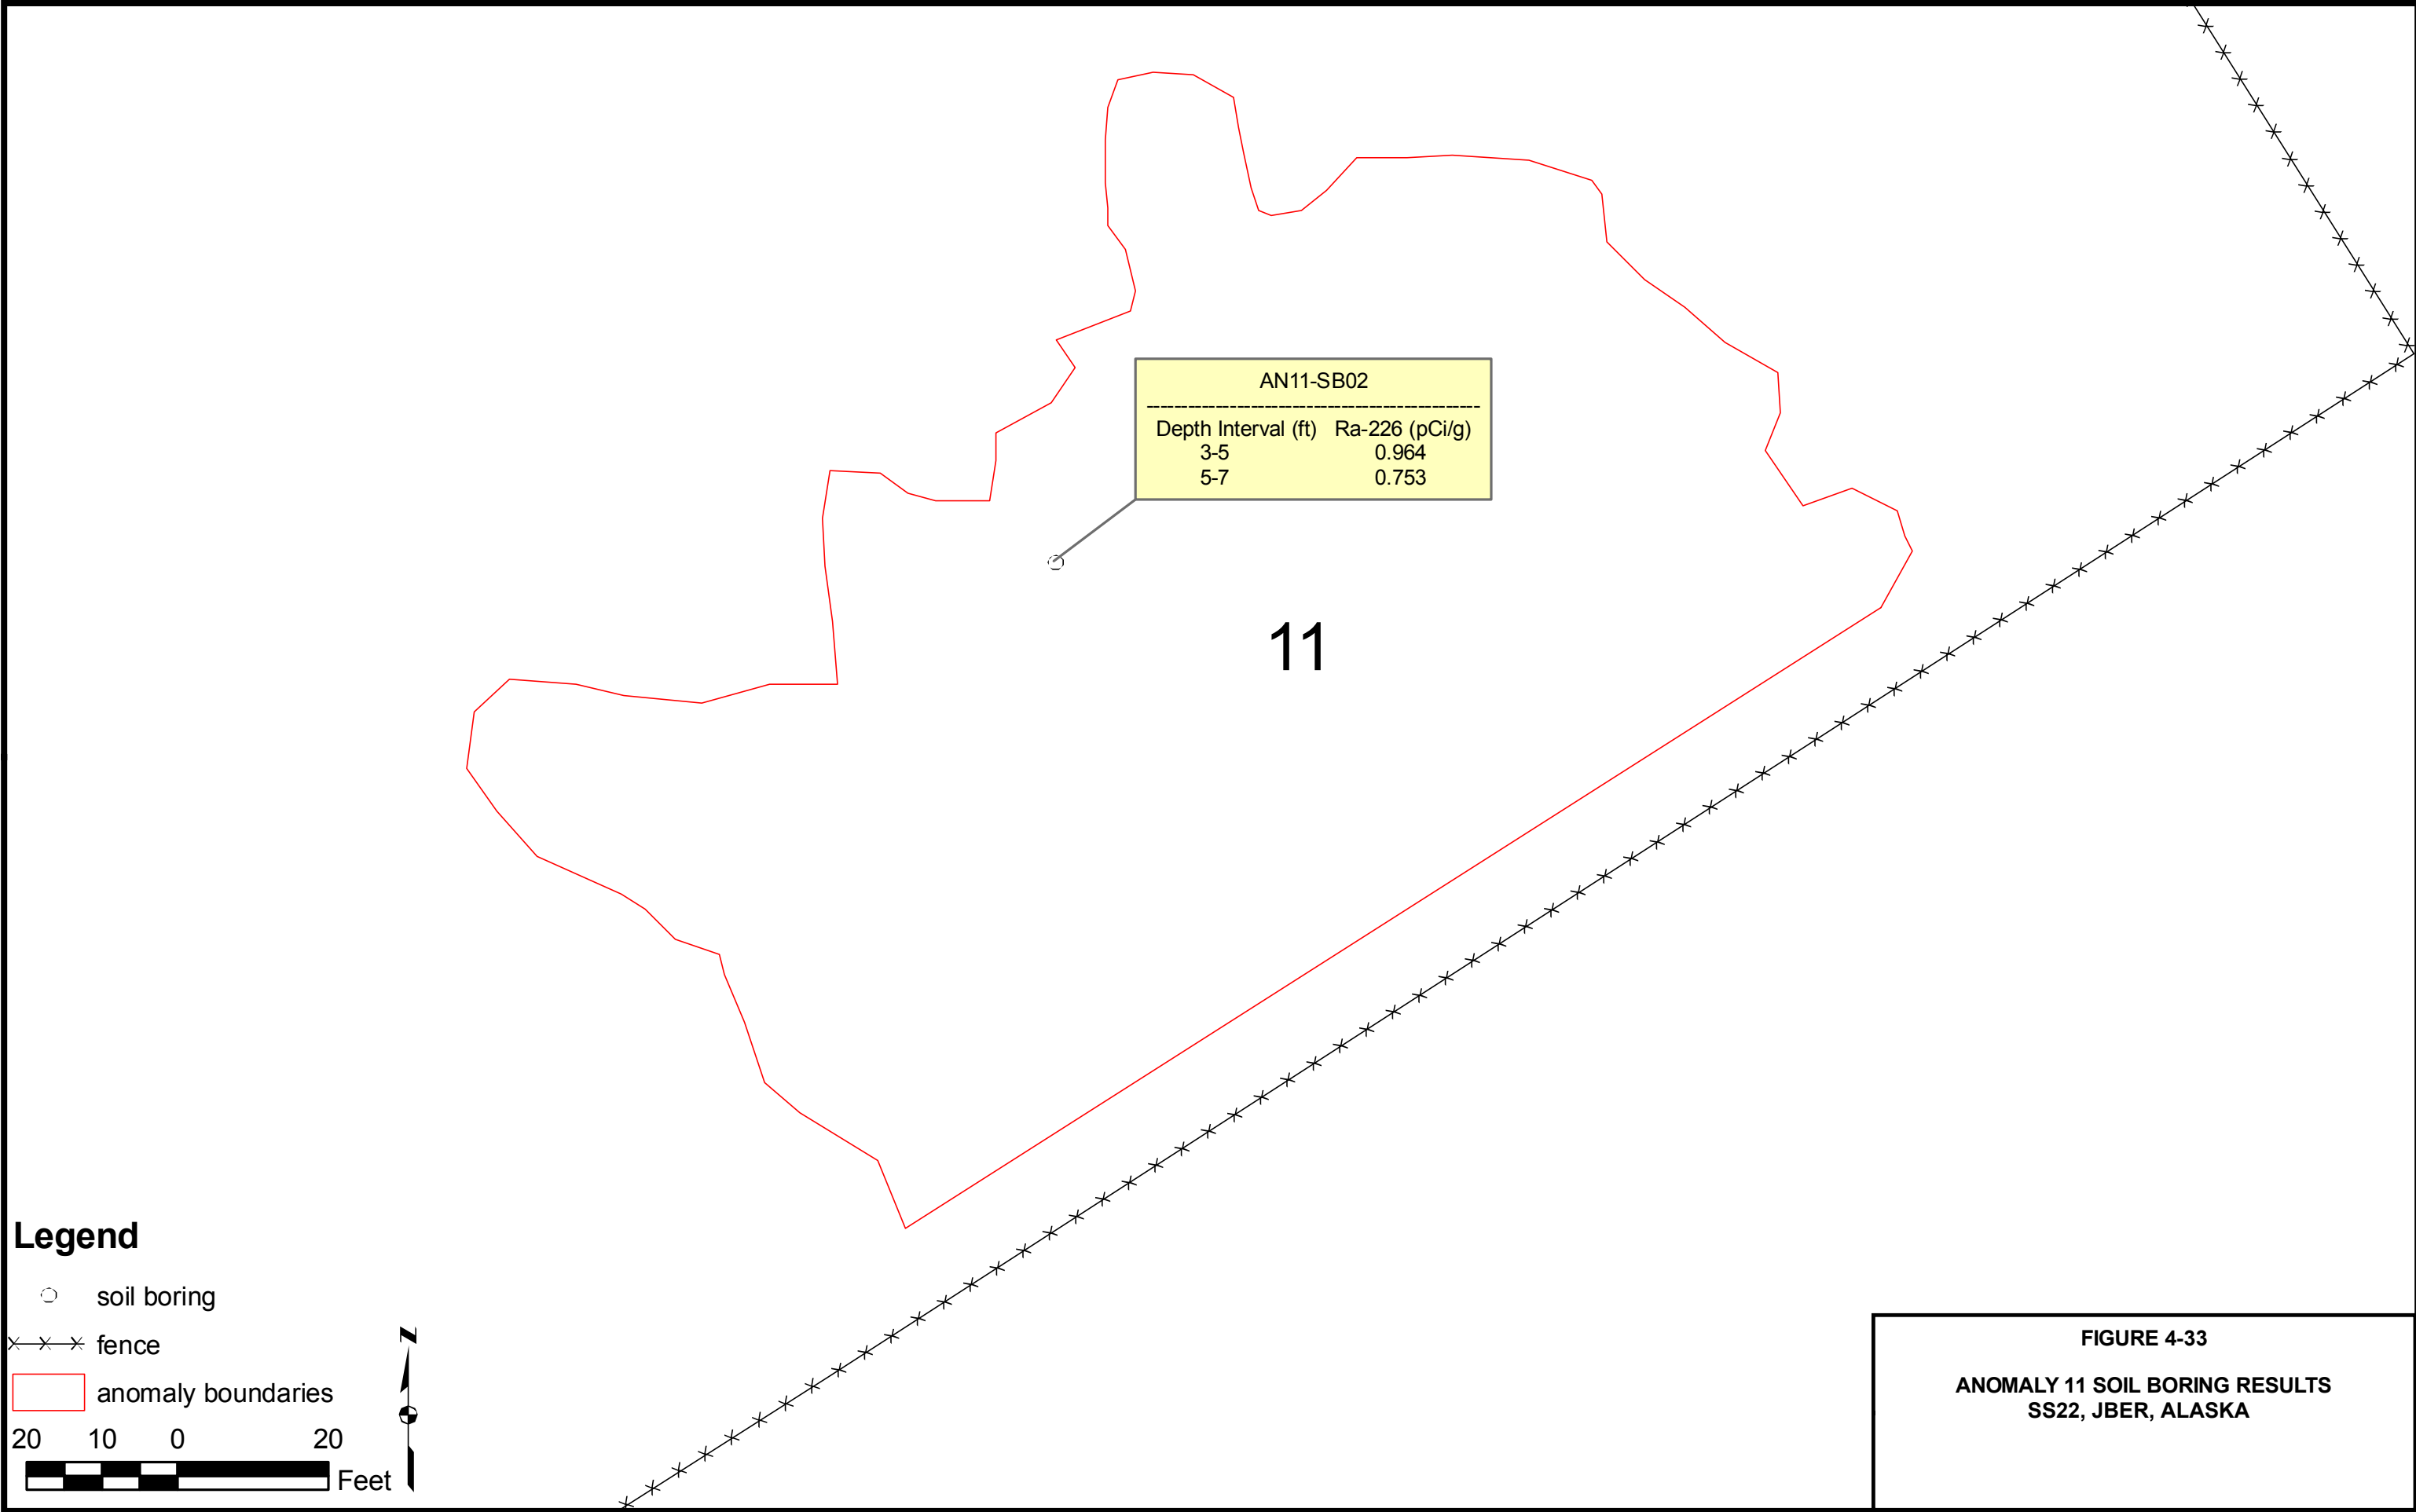 AN11-SB02
------------------------------------------------
Depth Interval (ft) Ra-226 (pCi/g)
3-5 0.964
5-7 0.753
11
Legend
soil boring
fence
anomaly boundaries
20 10 0 20
Feet
N
FIGURE 4-33
ANOMALY 11 SOIL BORING RESULTS
SS22, JBER, ALASKA